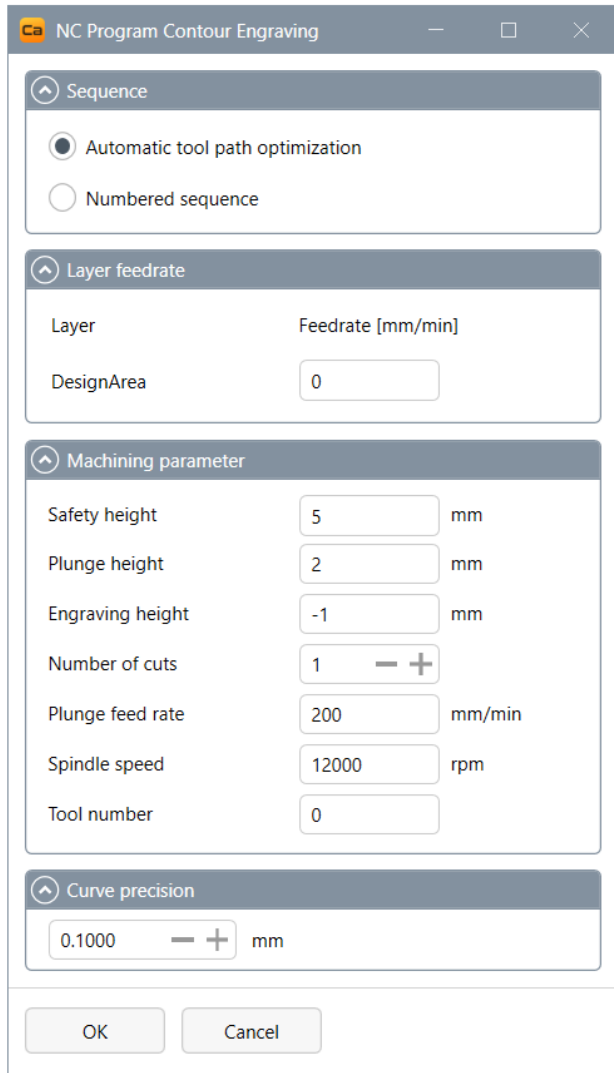 Ca NC Program Contour Engraving
Sequence
Automatic tool path optimization
Numbered sequence
Layer feedrate
Layer Feedrate [mm/min]
DesignArea 0
Machining parameter
Safety height 5 mm
Plunge height 2 mm
Engraving height -1 mm
Number of cuts 1
Plunge feed rate 200 mm/min
Spindle speed 12000 rpm
Tool number 0
Curve precision
0.1000 mm
OK Cancel